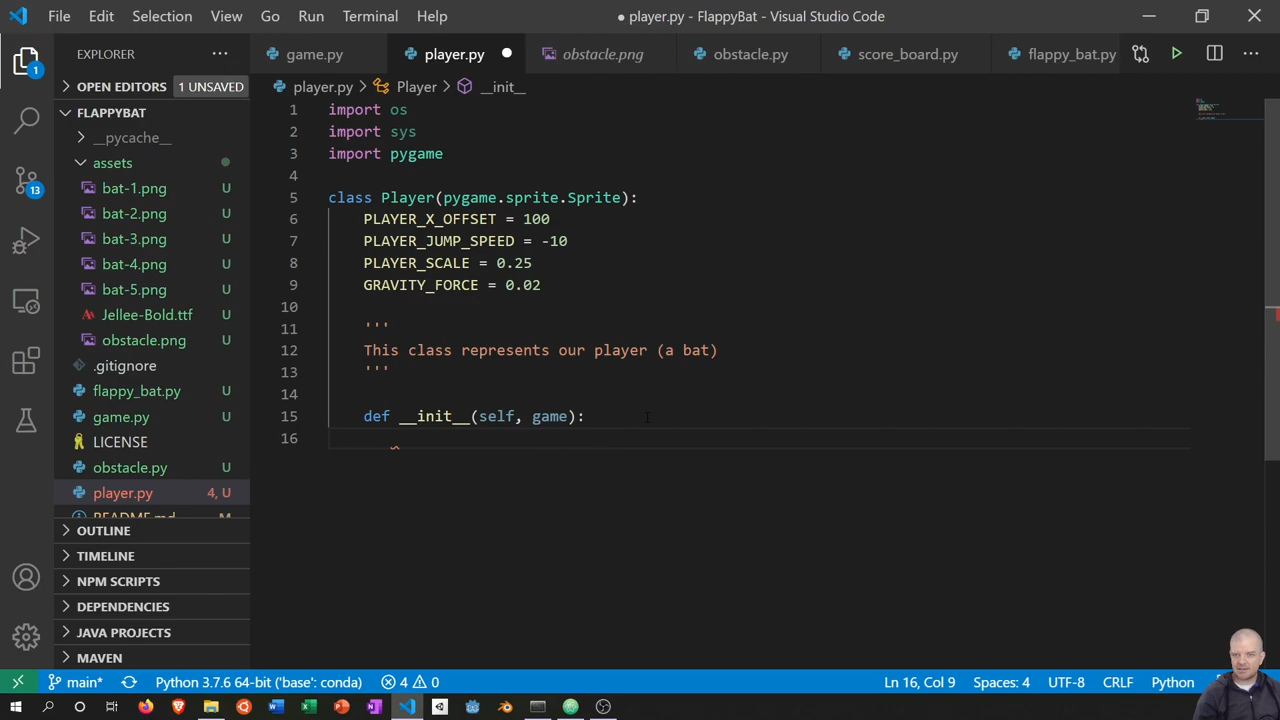 File Edit Selection View Go Run Terminal Help ● player.py - FlappyBat - Visual Studio Code
EXPLORER ···
game.py player.py ● obstacle.png obstacle.py score_board.py flappy_bat.py ···
1
OPEN EDITORS 1 UNSAVED
player.py > Player > __init__
FLAPPYBAT
__pycache__
assets
bat-1.png U
bat-2.png U
bat-3.png U
bat-4.png U
bat-5.png U
Jellee-Bold.ttf U
obstacle.png U
.gitignore
flappy_bat.py U
game.py U
LICENSE
obstacle.py U
player.py 4, U
README.md M
OUTLINE
TIMELINE
NPM SCRIPTS
DEPENDENCIES
JAVA PROJECTS
MAVEN
13
1 import os
2 import sys
3 import pygame
4
5 class Player(pygame.sprite.Sprite):
6 PLAYER_X_OFFSET = 100
7 PLAYER_JUMP_SPEED = -10
8 PLAYER_SCALE = 0.25
9 GRAVITY_FORCE = 0.02
10
11 '''
12 This class represents our player (a bat)
13 '''
14
15 def __init__(self, game):
16
main* Python 3.7.6 64-bit ('base': conda) 4 0 Ln 16, Col 9 Spaces: 4 UTF-8 CRLF Python